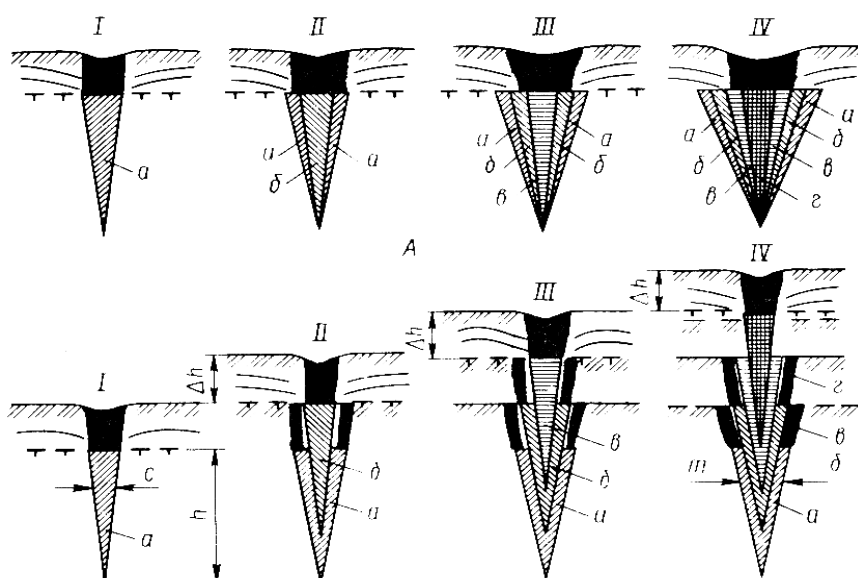 I II III IV
а
а б а
а б в а б
а б в а б в г
А
I II III IV
с h а
Δh б а
Δh в б а
Δh m г в б а